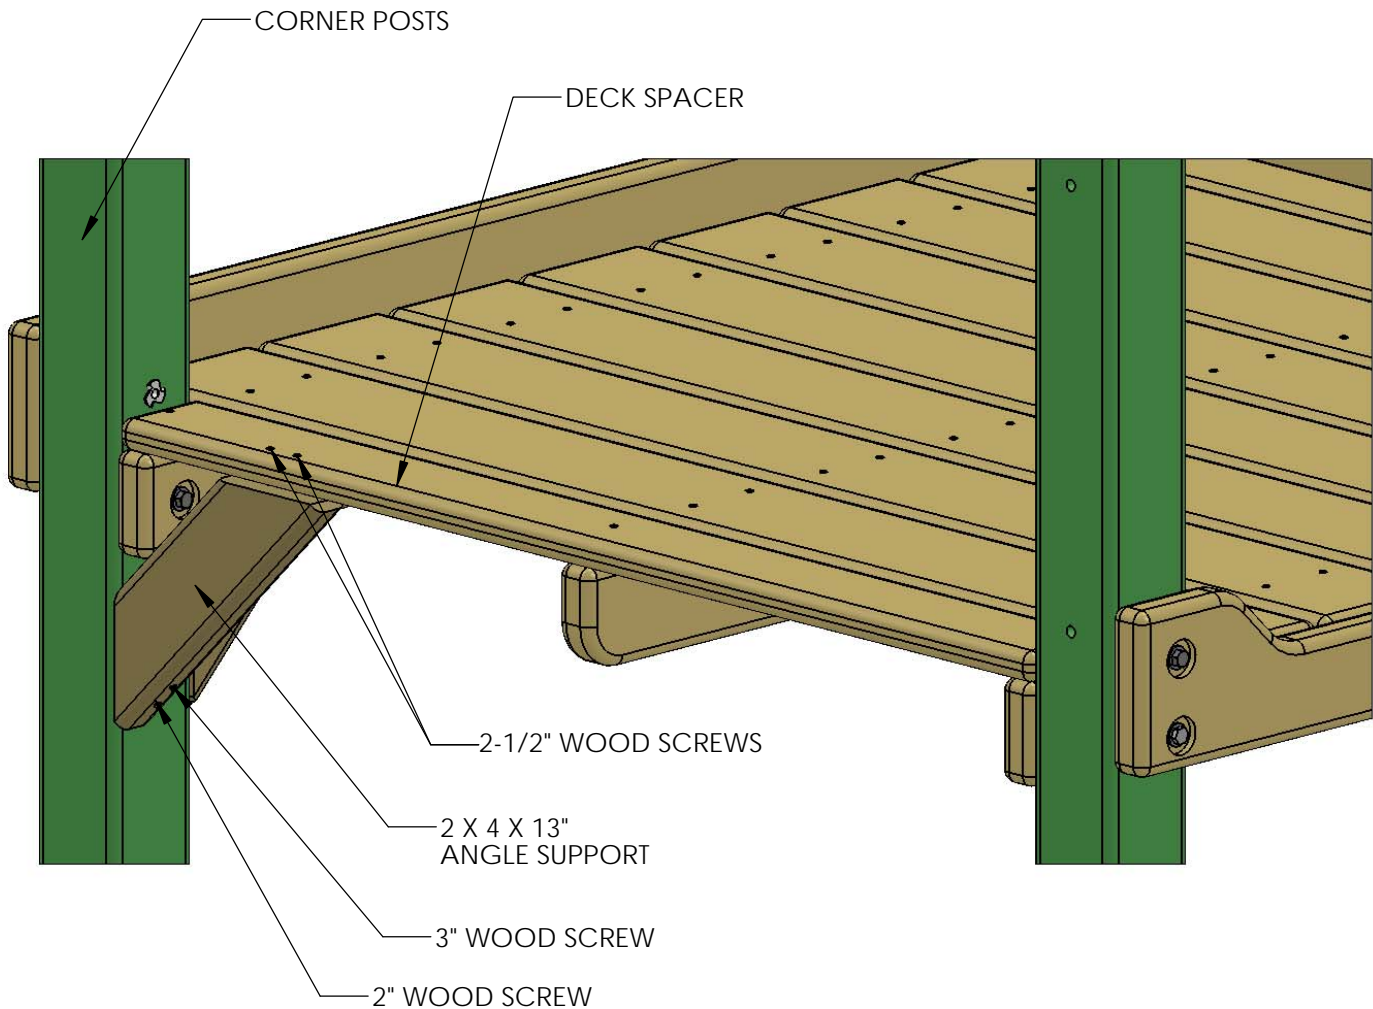 CORNER POSTS
DECK SPACER
2-1/2" WOOD SCREWS
2 X 4 X 13"
ANGLE SUPPORT
3" WOOD SCREW
2" WOOD SCREW